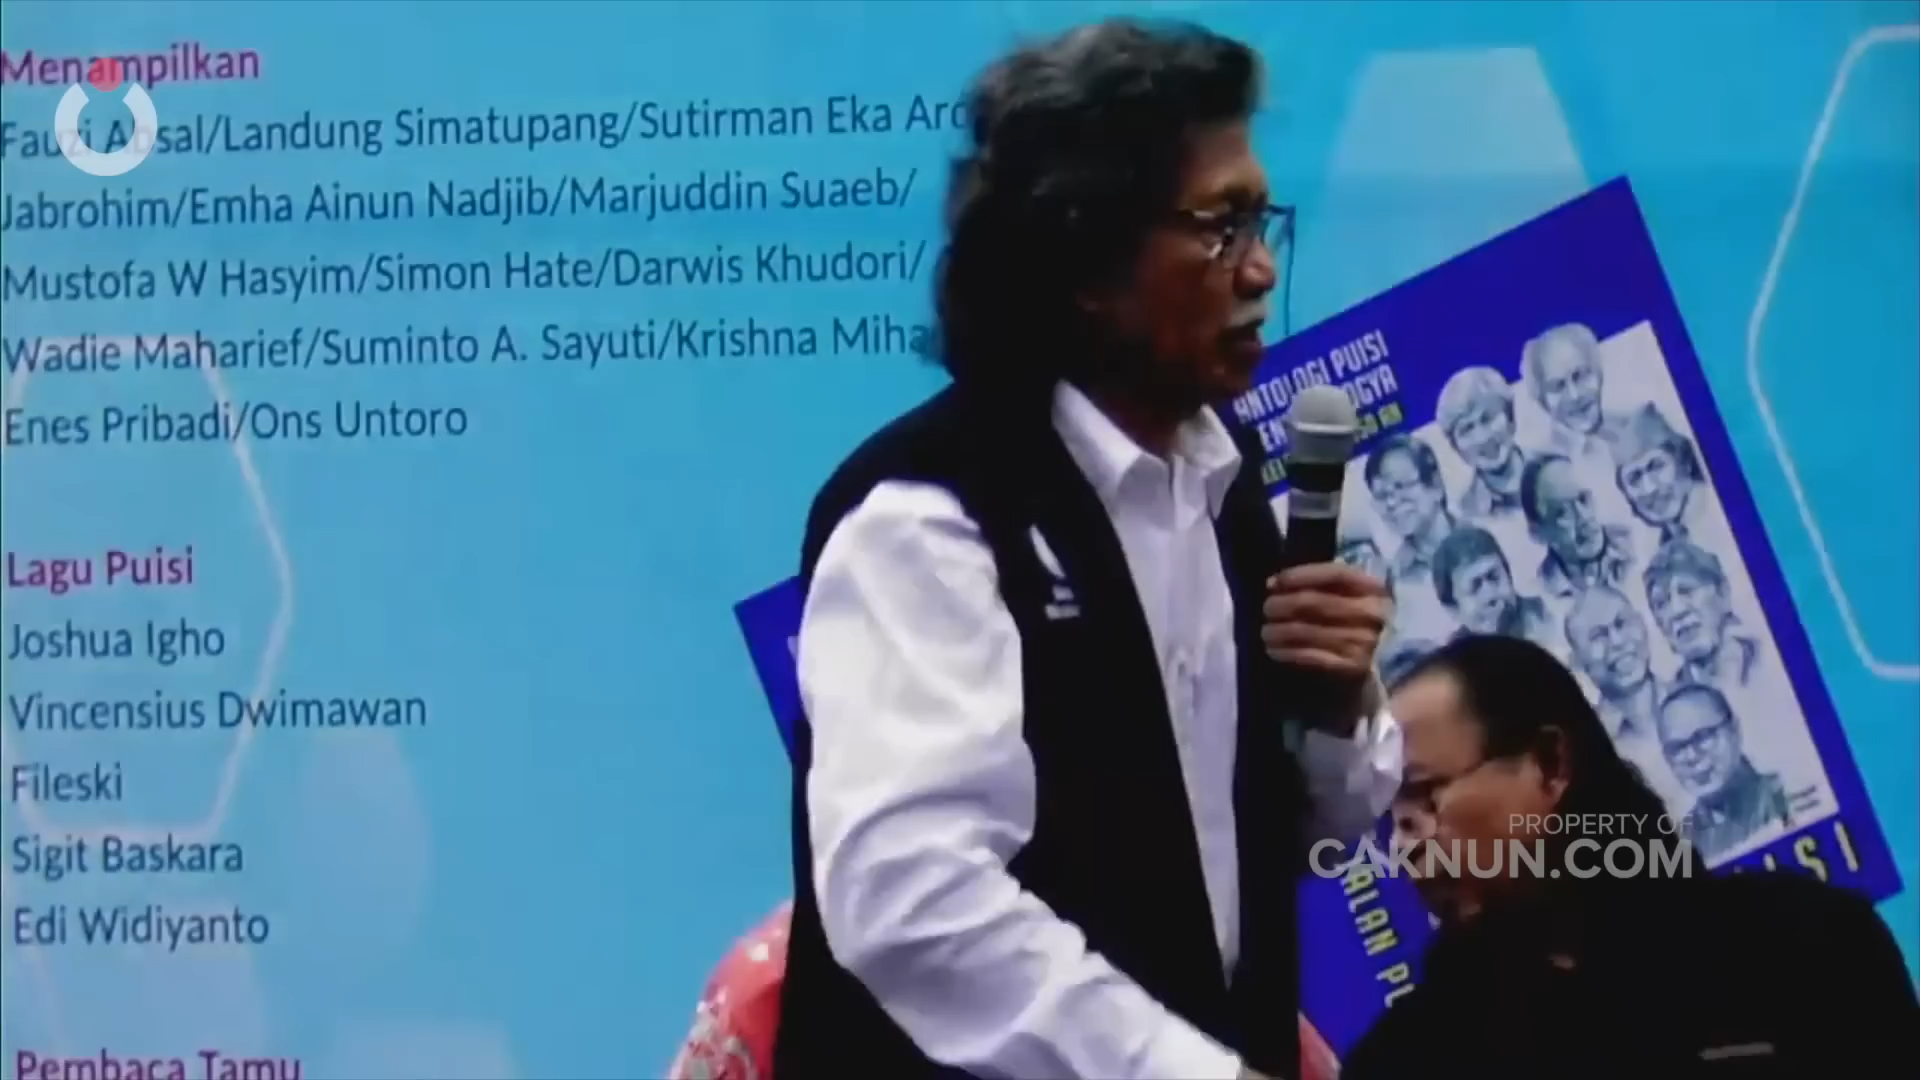 Menampilkan
Fauzi Absal/Landung Simatupang/Sutirman Eka
Jabrohim/Emha Ainun Nadjib/Marjuddin Suaeb/
Mustofa W Hasyim/Simon Hate/Darwis Khudori/
Wadie Maharief/Suminto A. Sayuti/Krishna
Enes Pribadi/Ons Untoro
Lagu Puisi
Joshua Igho
Vincensius Dwimawan
Fileski
Sigit Baskara
Edi Widiyanto
Pembaca Tamu
ANTOLOGI PUISI
PROPERTY OF
CAKNUN.COM